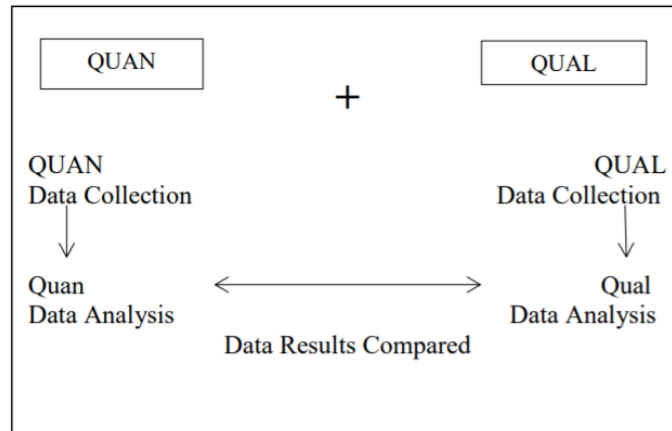 QUAN
+
QUAL
QUAN
Data Collection
QUAL
Data Collection
Quan
Data Analysis
Qual
Data Analysis
Data Results Compared